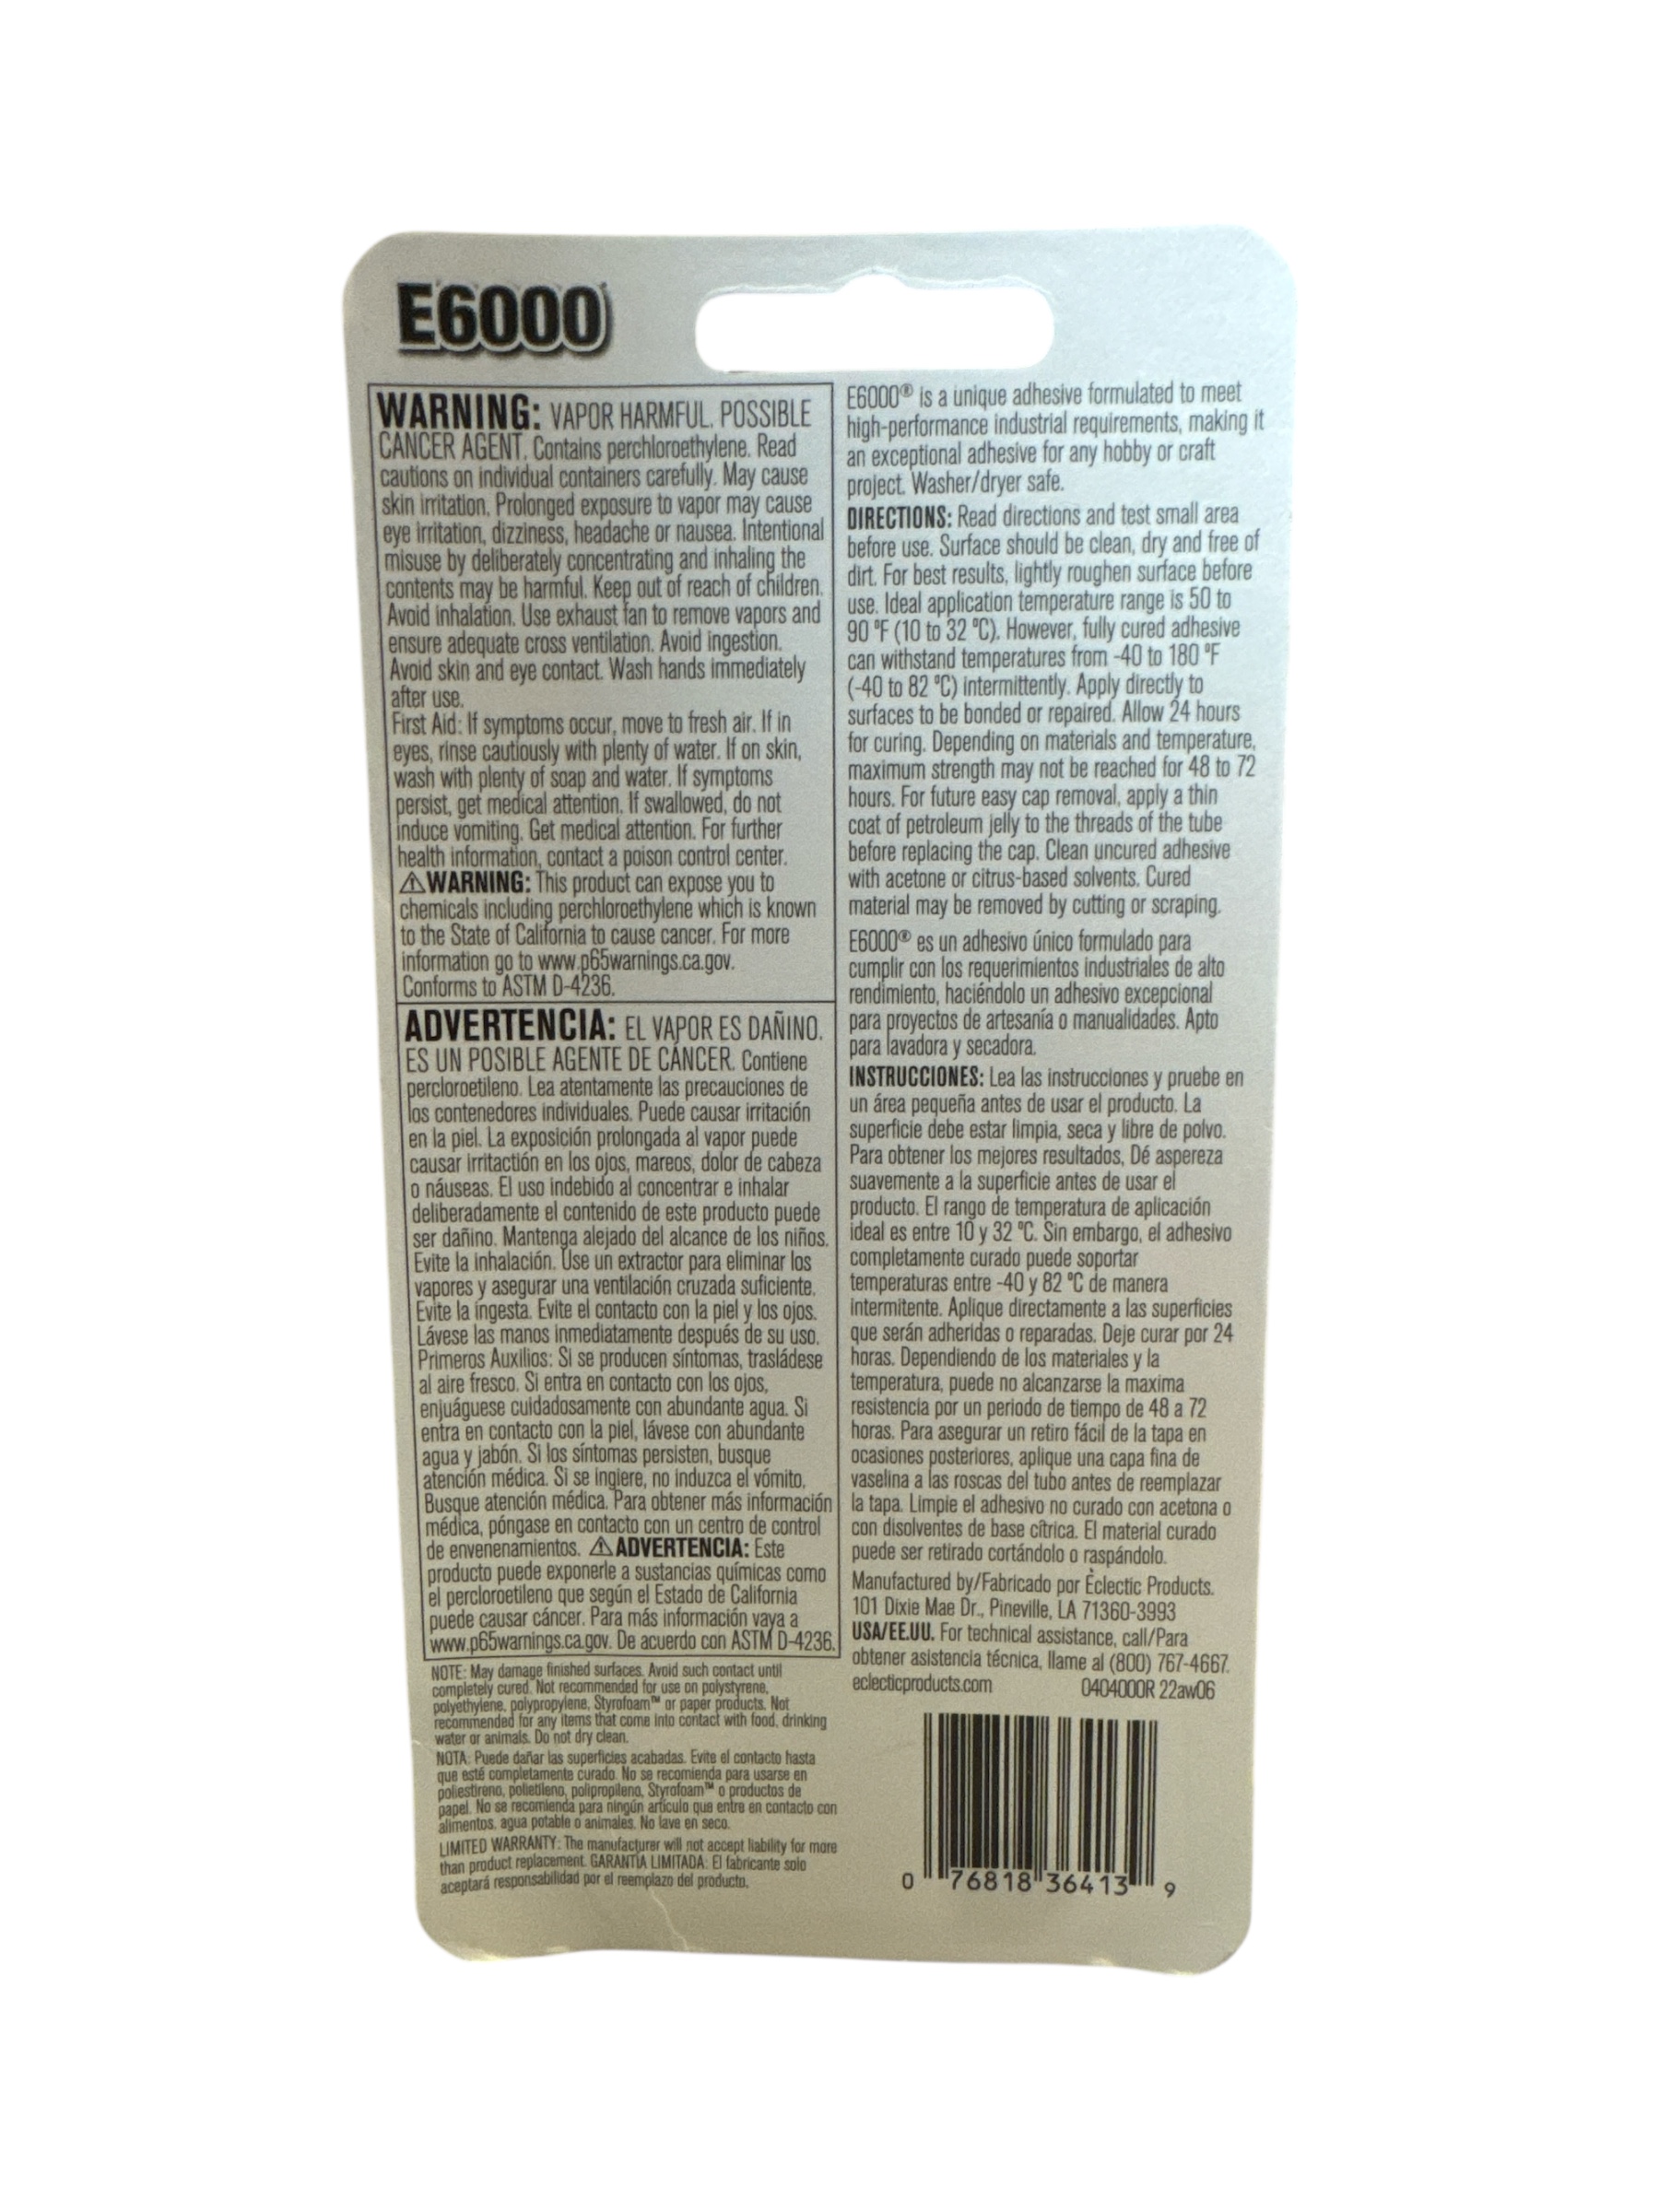 E6000®
WARNING: VAPOR HARMFUL. POSSIBLE
CANCER AGENT. Contains perchloroethylene. Read
cautions on individual containers carefully. May cause
skin irritation. Prolonged exposure to vapor may cause
eye irritation, dizziness, headache or nausea. Intentional
misuse by deliberately concentrating and inhaling the
contents may be harmful. Keep out of reach of children.
Avoid inhalation. Use exhaust fan to remove vapors and
ensure adequate cross ventilation. Avoid ingestion.
Avoid skin and eye contact. Wash hands immediately
after use.
First Aid: If symptoms occur, move to fresh air. If in
eyes, rinse cautiously with plenty of water. If on skin,
wash with plenty of soap and water. If symptoms
persist, get medical attention. If swallowed, do not
induce vomiting. Get medical attention. For further
health information, contact a poison control center.
⚠WARNING: This product can expose you to
chemicals including perchloroethylene which is known
to the State of California to cause cancer. For more
information go to www.p65warnings.ca.gov.
Conforms to ASTM D-4236.
ADVERTENCIA: EL VAPOR ES DAÑINO.
ES UN POSIBLE AGENTE DE CÁNCER. Contiene
percloroetileno. Lea atentamente las precauciones de
los contenedores individuales. Puede causar irritación
en la piel. La exposición prolongada al vapor puede
causar irritactión en los ojos, mareos, dolor de cabeza
o náuseas. El uso indebido al concentrar e inhalar
deliberadamente el contenido de este producto puede
ser dañino. Mantenga alejado del alcance de los niños.
Evite la inhalación. Use un extractor para eliminar los
vapores y asegurar una ventilación cruzada suficiente.
Evite la ingesta. Evite el contacto con la piel y los ojos.
Lávese las manos inmediatamente después de su uso.
Primeros Auxilios: Si se producen síntomas, trasládese
al aire fresco. Si entra en contacto con los ojos,
enjuáguese cuidadosamente con abundante agua. Si
entra en contacto con la piel, lávese con abundante
agua y jabón. Si los síntomas persisten, busque
atención médica. Si se ingiere, no induzca el vómito.
Busque atención médica. Para obtener más información
médica, póngase en contacto con un centro de control
de envenenamientos. ⚠ADVERTENCIA: Este
producto puede exponerle a sustancias químicas como
el percloroetileno que según el Estado de California
puede causar cáncer. Para más información vaya a
www.p65warnings.ca.gov. De acuerdo con ASTM D-4236.
NOTE: May damage finished surfaces. Avoid such contact until
completely cured. Not recommended for use on polystyrene,
polyethylene, polypropylene, Styrofoam™ or paper products. Not
recommended for any items that come into contact with food, drinking
water or animals. Do not dry clean.
NOTA: Puede dañar las superficies acabadas. Evite el contacto hasta
que esté completamente curado. No se recomienda para usarse en
poliestireno, polietileno, polipropileno, Styrofoam™ o productos de
papel. No se recomienda para ningún artículo que entre en contacto con
alimentos, agua potable o animales. No lave en seco.
LIMITED WARRANTY: The manufacturer will not accept liability for more
than product replacement. GARANTÍA LIMITADA: El fabricante solo
aceptará responsabilidad por el reemplazo del producto.
E6000® is a unique adhesive formulated to meet
high-performance industrial requirements, making it
an exceptional adhesive for any hobby or craft
project. Washer/dryer safe.
DIRECTIONS: Read directions and test small area
before use. Surface should be clean, dry and free of
dirt. For best results, lightly roughen surface before
use. Ideal application temperature range is 50 to
90 °F (10 to 32 °C). However, fully cured adhesive
can withstand temperatures from -40 to 180 °F
(-40 to 82 °C) intermittently. Apply directly to
surfaces to be bonded or repaired. Allow 24 hours
for curing. Depending on materials and temperature,
maximum strength may not be reached for 48 to 72
hours. For future easy cap removal, apply a thin
coat of petroleum jelly to the threads of the tube
before replacing the cap. Clean uncured adhesive
with acetone or citrus-based solvents. Cured
material may be removed by cutting or scraping.
E6000® es un adhesivo único formulado para
cumplir con los requerimientos industriales de alto
rendimiento, haciéndolo un adhesivo excepcional
para proyectos de artesanía o manualidades. Apto
para lavadora y secadora.
INSTRUCCIONES: Lea las instrucciones y pruebe en
un área pequeña antes de usar el producto. La
superficie debe estar limpia, seca y libre de polvo.
Para obtener los mejores resultados, Dé aspereza
suavemente a la superficie antes de usar el
producto. El rango de temperatura de aplicación
ideal es entre 10 y 32 °C. Sin embargo, el adhesivo
completamente curado puede soportar
temperaturas entre -40 y 82 °C de manera
intermitente. Aplique directamente a las superficies
que serán adheridas o reparadas. Deje curar por 24
horas. Dependiendo de los materiales y la
temperatura, puede no alcanzarse la maxima
resistencia por un periodo de tiempo de 48 a 72
horas. Para asegurar un retiro fácil de la tapa en
ocasiones posteriores, aplique una capa fina de
vaselina a las roscas del tubo antes de reemplazar
la tapa. Limpie el adhesivo no curado con acetona o
con disolventes de base cítrica. El material curado
puede ser retirado cortándolo o raspándolo.
Manufactured by/Fabricado por Eclectic Products.
101 Dixie Mae Dr., Pineville, LA 71360-3993
USA/EE.UU. For technical assistance, call/Para
obtener asistencia técnica, llame al (800) 767-4667.
eclecticproducts.com 0404000R 22aw06
0 76818 36413 9